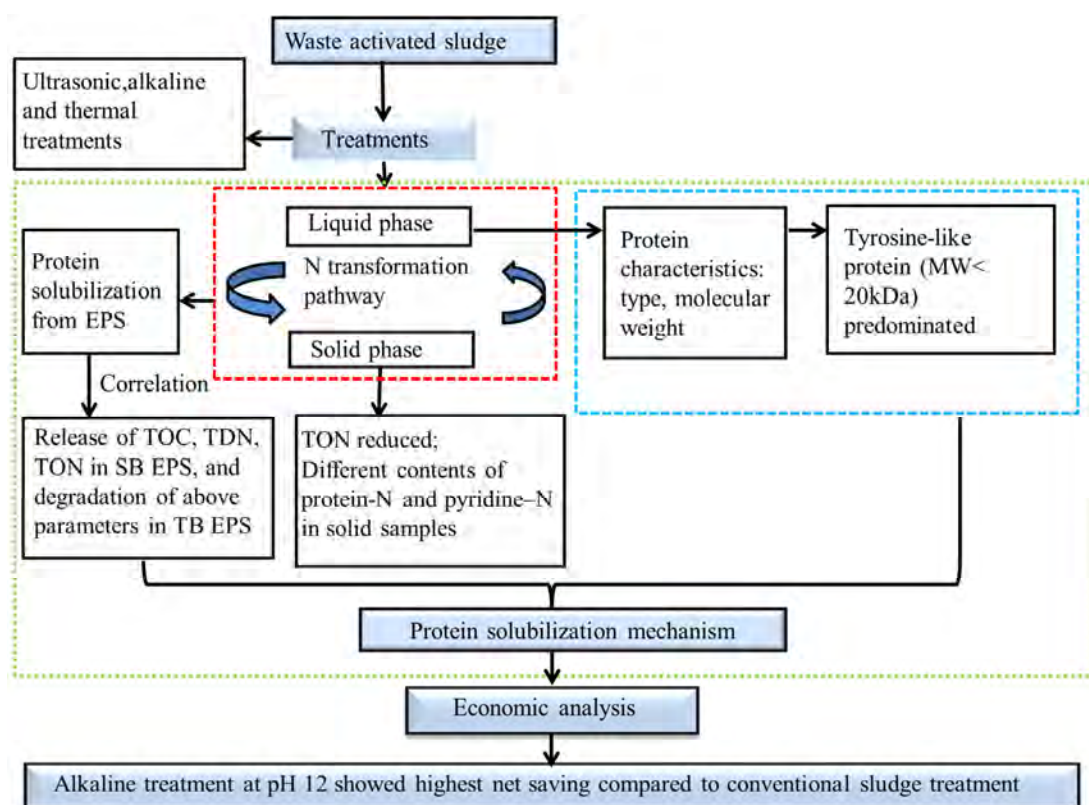 Waste activated sludge
Ultrasonic,alkaline
and thermal
treatments
Treatments
Liquid phase
N transformation
pathway
Solid phase
Protein
solubilization
from EPS
Protein
characteristics:
type, molecular
weight
Tyrosine-like
protein (MW<
20kDa)
predominated
Correlation
Release of TOC, TDN,
TON in SB EPS, and
degradation of above
parameters in TB EPS
TON reduced;
Different contents of
protein-N and pyridine–N
in solid samples
Protein solubilization mechanism
Economic analysis
Alkaline treatment at pH 12 showed highest net saving compared to conventional sludge treatment